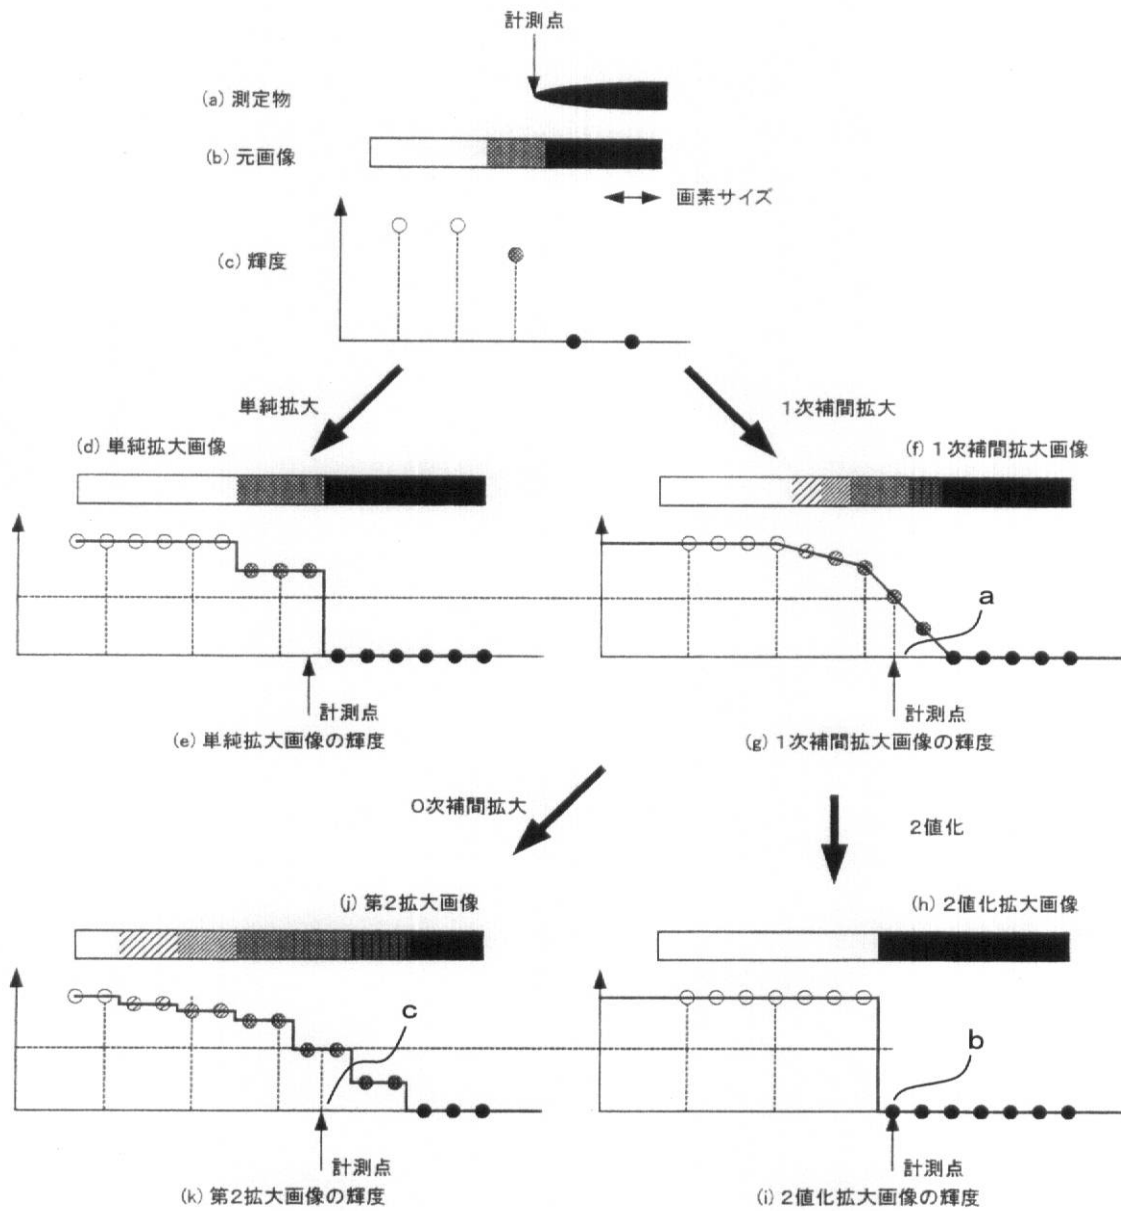 計測点
(a) 測定物
(b) 元画像
画素サイズ
(c) 輝度
単純拡大
1次補間拡大
(d) 単純拡大画像
(f) 1次補間拡大画像
a
計測点
計測点
(e) 単純拡大画像の輝度
(g) 1次補間拡大画像の輝度
0次補間拡大
2値化
(j) 第2拡大画像
(h) 2値化拡大画像
c
b
計測点
計測点
(k) 第2拡大画像の輝度
(i) 2値化拡大画像の輝度